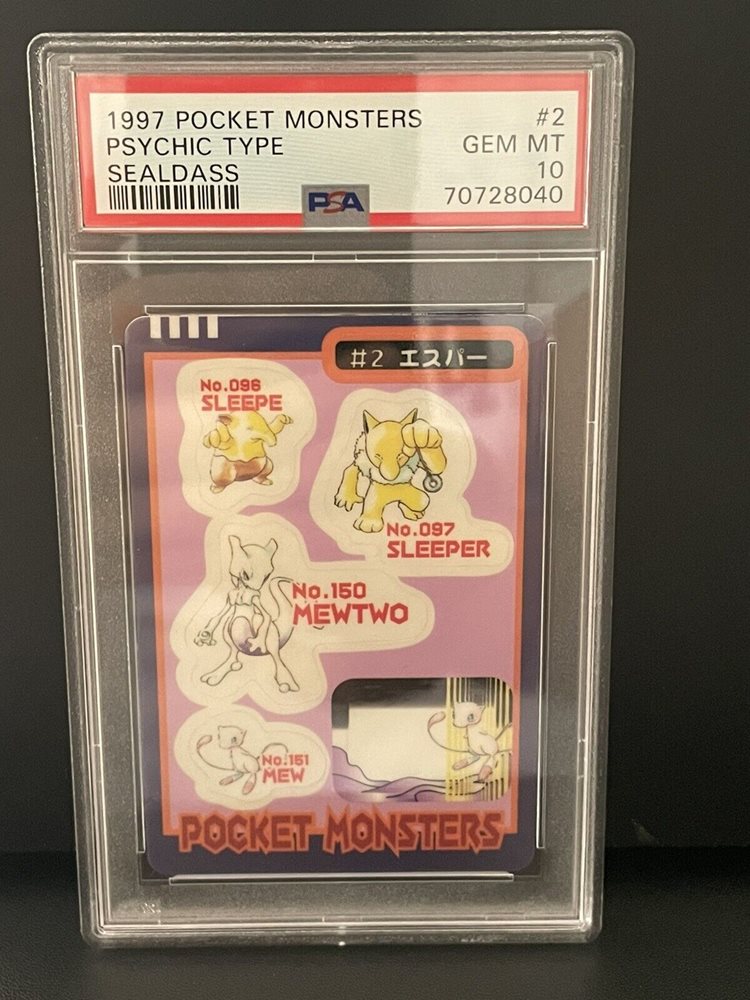 1997 POCKET MONSTERS #2
PSYCHIC TYPE GEM MT
SEALDASS 10
PSA 70728040
#2 エスパー
No.096
SLEEPE
No.097
SLEEPER
No.150
MEWTWO
No.151
MEW
POCKET MONSTERS